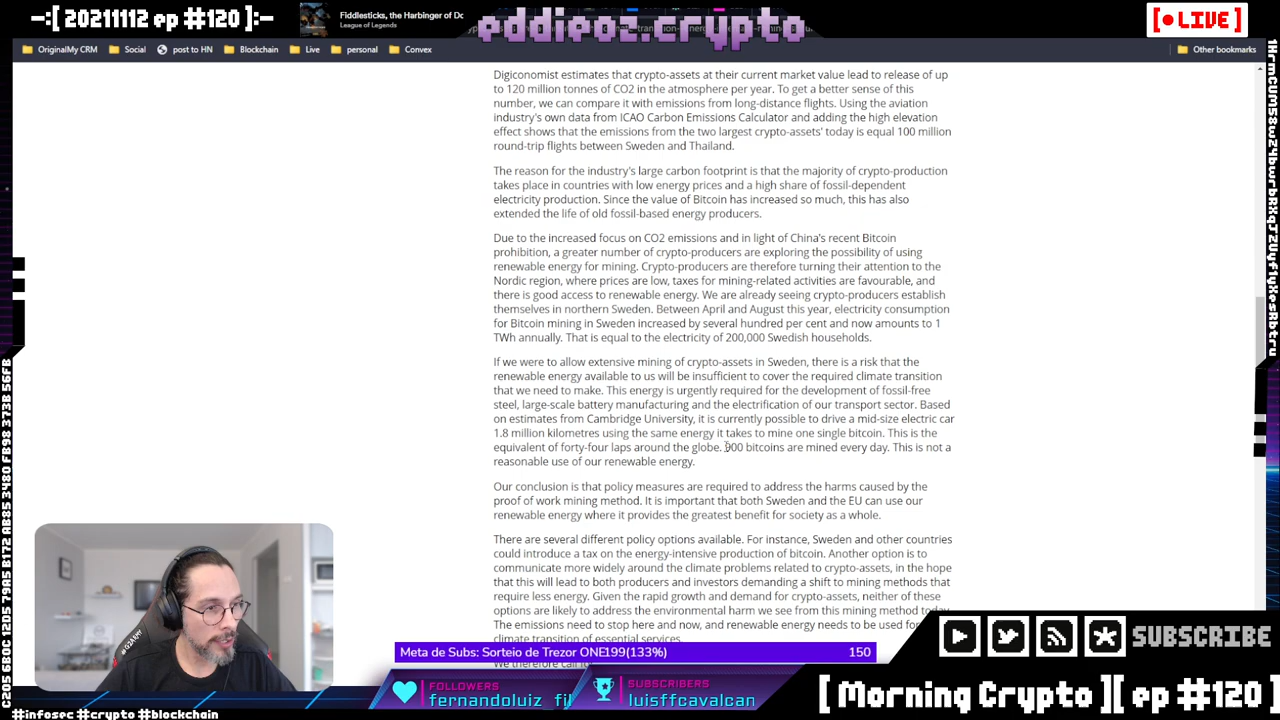 -:[ 20211112 ep #120 ]:-
Fiddlesticks, the Harbinger of Do
League of Legends
eddieoz.crypto
[● LIVE]
OriginalMy CRM
Social
post to HN
Blockchain
Live
personal
Convex
Other bookmarks
Digiconomist estimates that crypto-assets at their current market value lead to release of up
to 120 million tonnes of CO2 in the atmosphere per year. To get a better sense of this
number, we can compare it with emissions from long-distance flights. Using the aviation
industry's own data from ICAO Carbon Emissions Calculator and adding the high elevation
effect shows that the emissions from the two largest crypto-assets' today is equal 100 million
round-trip flights between Sweden and Thailand.
The reason for the industry's large carbon footprint is that the majority of crypto-production
takes place in countries with low energy prices and a high share of fossil-dependent
electricity production. Since the value of Bitcoin has increased so much, this has also
extended the life of old fossil-based energy producers.
Due to the increased focus on CO2 emissions and in light of China's recent Bitcoin
prohibition, a greater number of crypto-producers are exploring the possibility of using
renewable energy for mining. Crypto-producers are therefore turning their attention to the
Nordic region, where prices are low, taxes for mining-related activities are favourable, and
there is good access to renewable energy. We are already seeing crypto-producers establish
themselves in northern Sweden. Between April and August this year, electricity consumption
for Bitcoin mining in Sweden increased by several hundred per cent and now amounts to 1
TWh annually. That is equal to the electricity of 200,000 Swedish households.
If we were to allow extensive mining of crypto-assets in Sweden, there is a risk that the
renewable energy available to us will be insufficient to cover the required climate transition
that we need to make. This energy is urgently required for the development of fossil-free
steel, large-scale battery manufacturing and the electrification of our transport sector. Based
on estimates from Cambridge University, it is currently possible to drive a mid-size electric car
1.8 million kilometres using the same energy it takes to mine one single bitcoin. This is the
equivalent of forty-four laps around the globe. 900 bitcoins are mined every day. This is not a
reasonable use of our renewable energy.
Our conclusion is that policy measures are required to address the harms caused by the
proof of work mining method. It is important that both Sweden and the EU can use our
renewable energy where it provides the greatest benefit for society as a whole.
There are several different policy options available. For instance, Sweden and other countries
could introduce a tax on the energy-intensive production of bitcoin. Another option is to
communicate more widely around the climate problems related to crypto-assets, in the hope
that this will lead to both producers and investors demanding a shift to mining methods that
require less energy. Given the rapid growth and demand for crypto-assets, neither of these
options are likely to address the environmental harm we see from this mining method today.
The emissions need to stop here and now, and renewable energy needs to be used for
climate transition of essential services.
We therefore call fo
Meta de Subs: Sorteio de Trezor ONE199(133%)
150
SUBSCRIBE
FOLLOWERS
fernandoluiz_fil
SUBSCRIBERS
luisffcavalcan
[ Morning Crypto ][ ep #120 ]
#infosec #crypto #blockchain